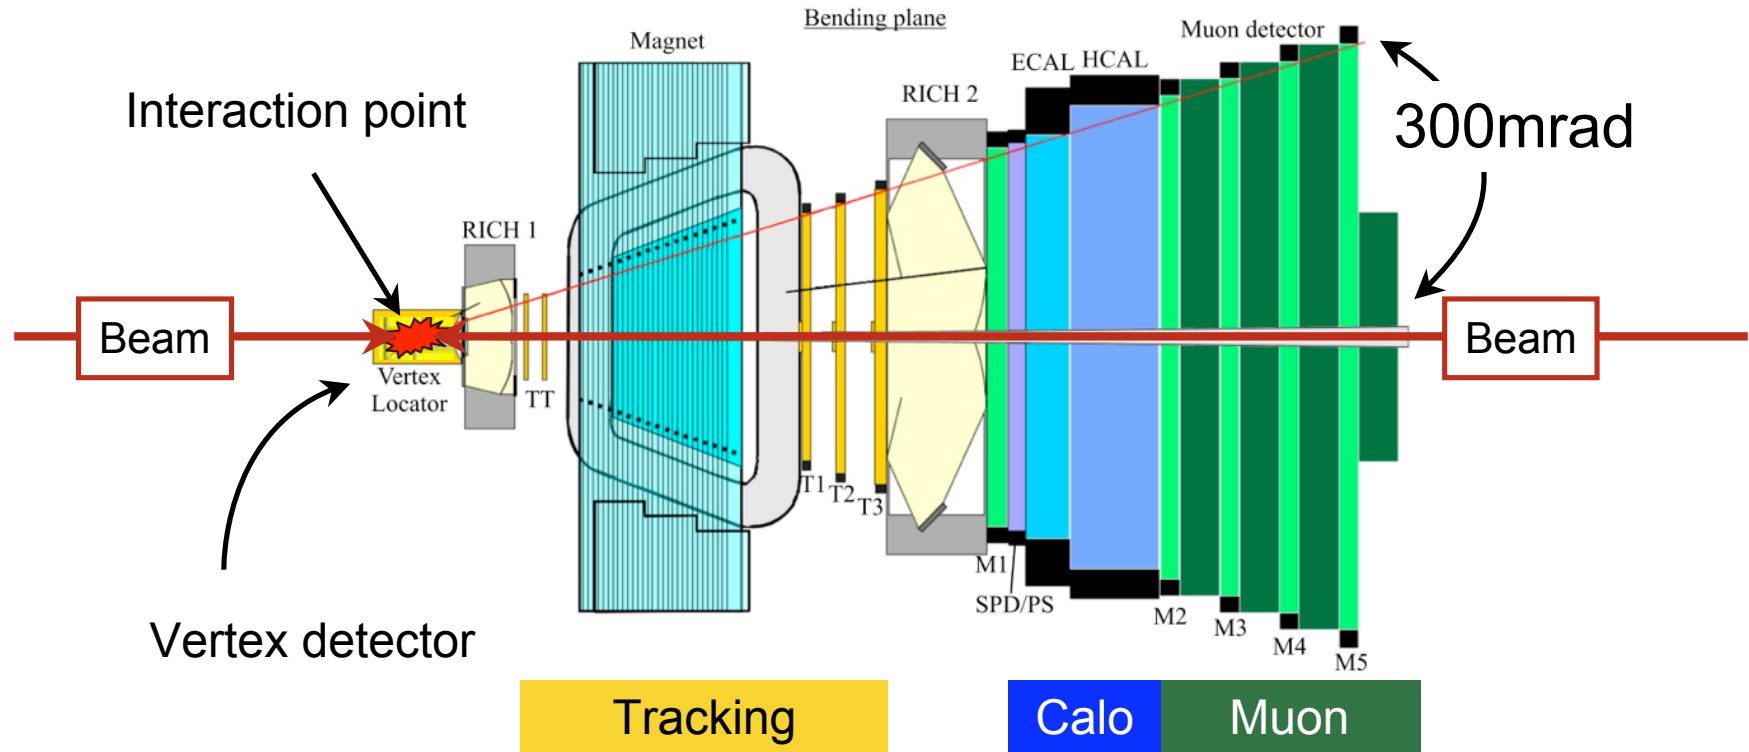 Bending plane
Magnet
Muon detector
ECAL
HCAL
RICH 2
Interaction point
300mrad
RICH 1
Beam
Beam
Vertex
Locator
TT
T1
T2
T3
M1
SPD/PS
M2
M3
M4
M5
Vertex detector
Tracking
Calo
Muon